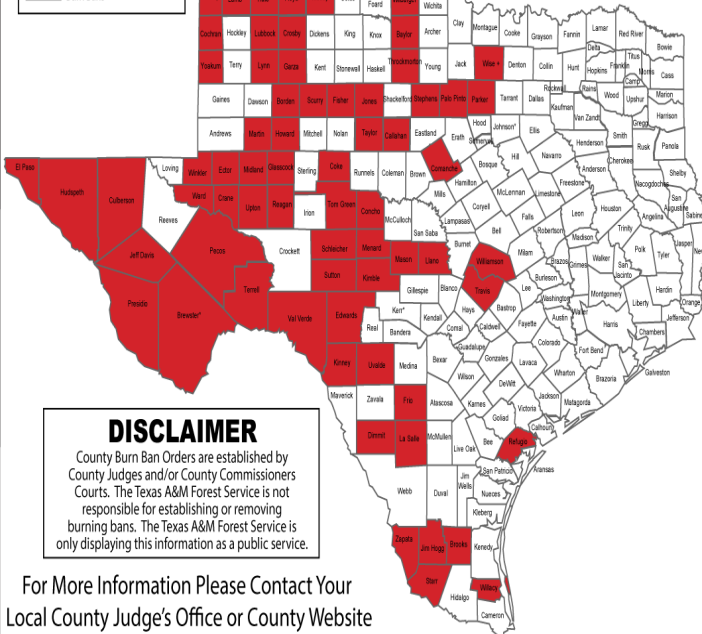 Foard
Wichita
Clay
Montague
Cooke
Grayson
Fannin
Lamar
Red River
Bowie
Cochran
Hockley
Lubbock
Crosby
Dickens
King
Knox
Baylor
Archer
Delta
Titus
Hopkins
Franklin
Morris
Cass
Yoakum
Terry
Lynn
Garza
Kent
Stonewall
Haskell
Throckmorton
Young
Jack
Wise +
Denton
Collin
Hunt
Camp
Rockwall
Rains
Wood
Upshur
Marion
Gaines
Dawson
Borden
Scurry
Fisher
Jones
Shackelford
Stephens
Palo Pinto
Parker
Tarrant
Dallas
Kaufman
Van Zandt
Gregg
Harrison
Andrews
Martin
Howard
Mitchell
Nolan
Taylor
Callahan
Eastland
Erath
Hood
Somervell
Johnson*
Ellis
Henderson
Smith
Rusk
Panola
El Paso
Hudspeth
Culberson
Loving
Winkler
Ector
Midland
Glasscock
Sterling
Coke
Runnels
Coleman
Brown
Comanche
Bosque
Hill
Navarro
Freestone*
Anderson
Cherokee
Nacogdoches
Shelby
Reeves
Ward
Crane
Upton
Reagan
Irion
Tom Green
Concho
McCulloch
San Saba
Mills
Hamilton
Lampasas
Coryell
McLennan
Limestone
Falls
Leon
Houston
Angelina
San
Augustine
Sabine
Jeff Davis
Pecos
Crockett
Schleicher
Menard
Mason
Llano
Burnet
Bell
Milam
Robertson
Madison
Trinity
Polk
Tyler
Jasper
Williamson
Brazos
Grimes
Walker
San
Jacinto
Hardin
Presidio
Brewster*
Terrell
Val Verde
Sutton
Kimble
Edwards
Gillespie
Blanco
Travis
Burleson
Lee
Washington
Montgomery
Liberty
Orange
Jefferson
Real
Kerr*
Bandera
Kendall
Comal
Hays
Caldwell
Bastrop
Fayette
Austin
Waller
Harris
Chambers
Kinney
Uvalde
Medina
Bexar
Guadalupe
Gonzales
Colorado
Lavaca
Wharton
Fort Bend
Brazoria
Galveston
Maverick
Zavala
Frio
Atascosa
Wilson
Karnes
DeWitt
Victoria
Jackson
Matagorda
Dimmit
La Salle
McMullen
Live Oak
Bee
Goliad
Refugio
Calhoun
Aransas
San Patricio
Webb
Duval
Jim
Wells
Nueces
Kleberg
Zapata
Jim Hogg
Brooks
Kenedy
Starr
Hidalgo
Willacy
Cameron
DISCLAIMER
County Burn Ban Orders are established by
County Judges and/or County Commissioners
Courts. The Texas A&M Forest Service is not
responsible for establishing or removing
burning bans. The Texas A&M Forest Service is
only displaying this information as a public service.
For More Information Please Contact Your
Local County Judge's Office or County Website